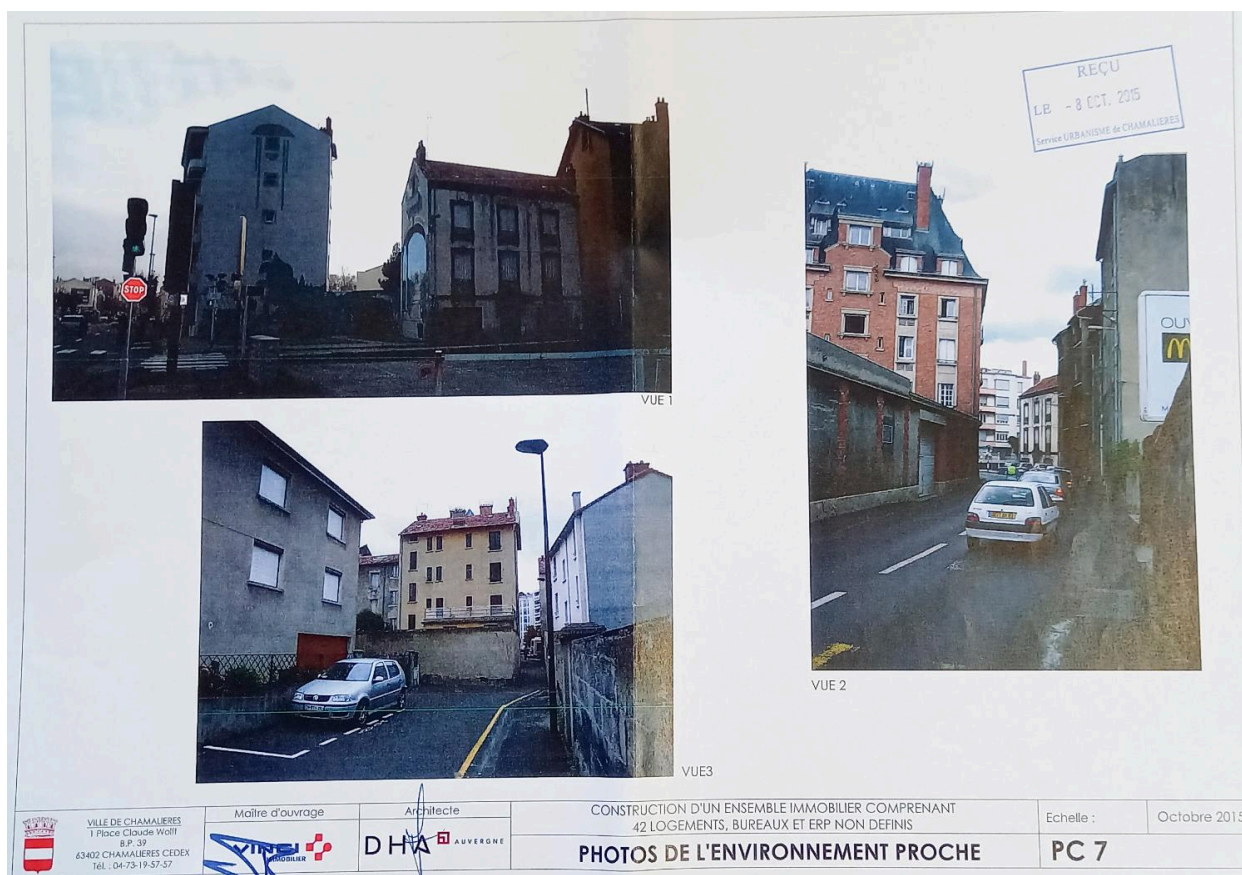 REÇU
LE - 8 OCT. 2015
Service URBANISME de CHAMALIERES
STOP
VUE 1
OU
M
VUE 2
VUE3
VILLE DE CHAMALIERES
1 Place Claude Wolff
B.P. 39
63402 CHAMALIERES CEDEX
Tél. : 04-73-19-57-57
Maître d'ouvrage
VINCI
IMMOBILIER
Architecte
DHA AUVERGNE
CONSTRUCTION D'UN ENSEMBLE IMMOBILIER COMPRENANT
42 LOGEMENTS, BUREAUX ET ERP NON DEFINIS
PHOTOS DE L'ENVIRONNEMENT PROCHE
Echelle :
PC 7
Octobre 2015